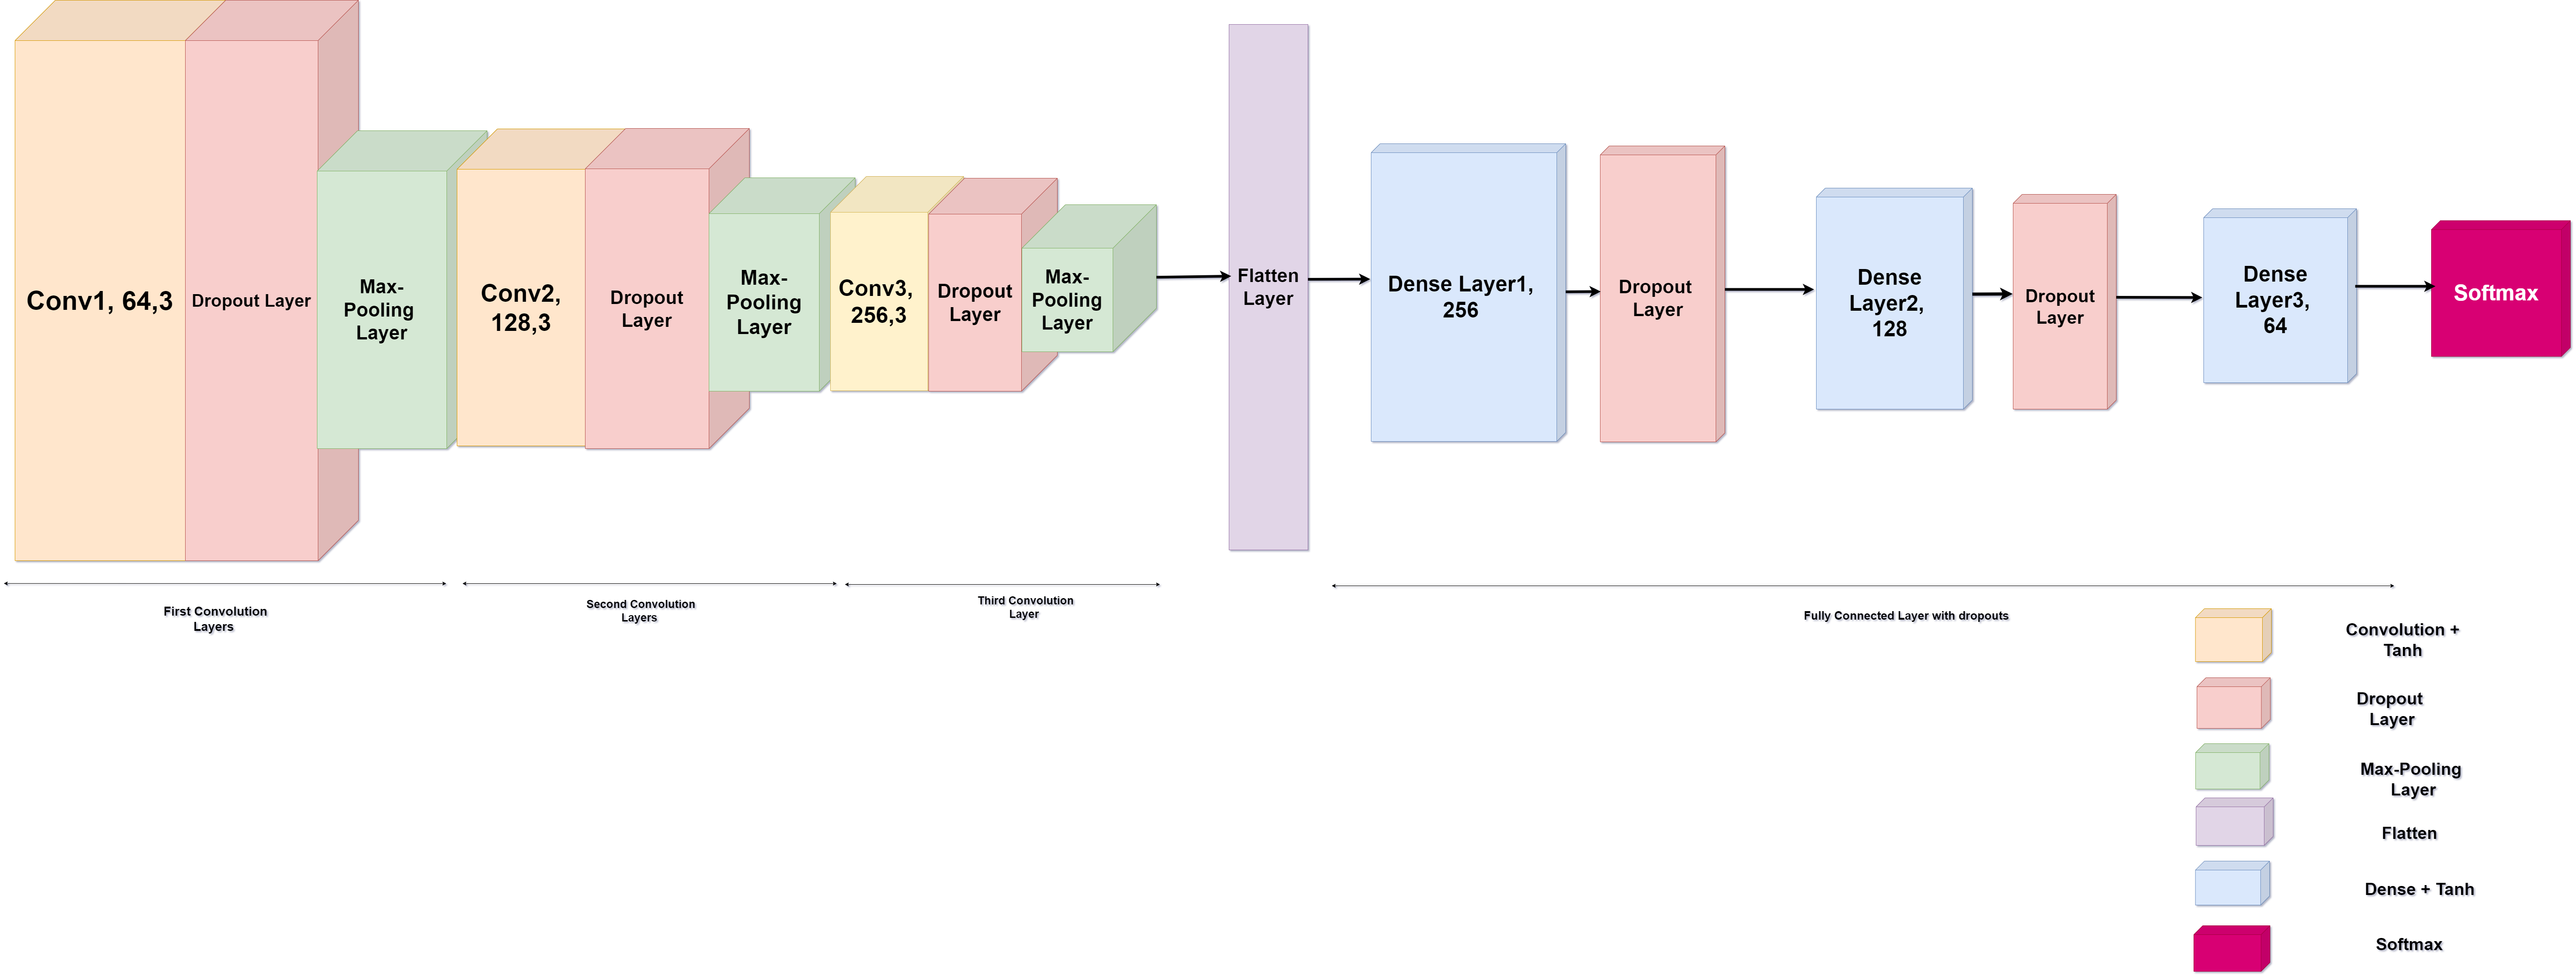 Conv1, 64,3
Dropout Layer
Max-
Pooling
Layer
Conv2,
128,3
Dropout
Layer
Max-
Pooling
Layer
Conv3,
256,3
Dropout
Layer
Max-
Pooling
Layer
Flatten
Layer
Dense Layer1,
256
Dropout
Layer
Dense
Layer2,
128
Dropout
Layer
Dense
Layer3,
64
Softmax
First Convolution
Layers
Second Convolution
Layers
Third Convolution
Layer
Fully Connected Layer with dropouts
Convolution +
Tanh
Dropout
Layer
Max-Pooling
Layer
Flatten
Dense + Tanh
Softmax